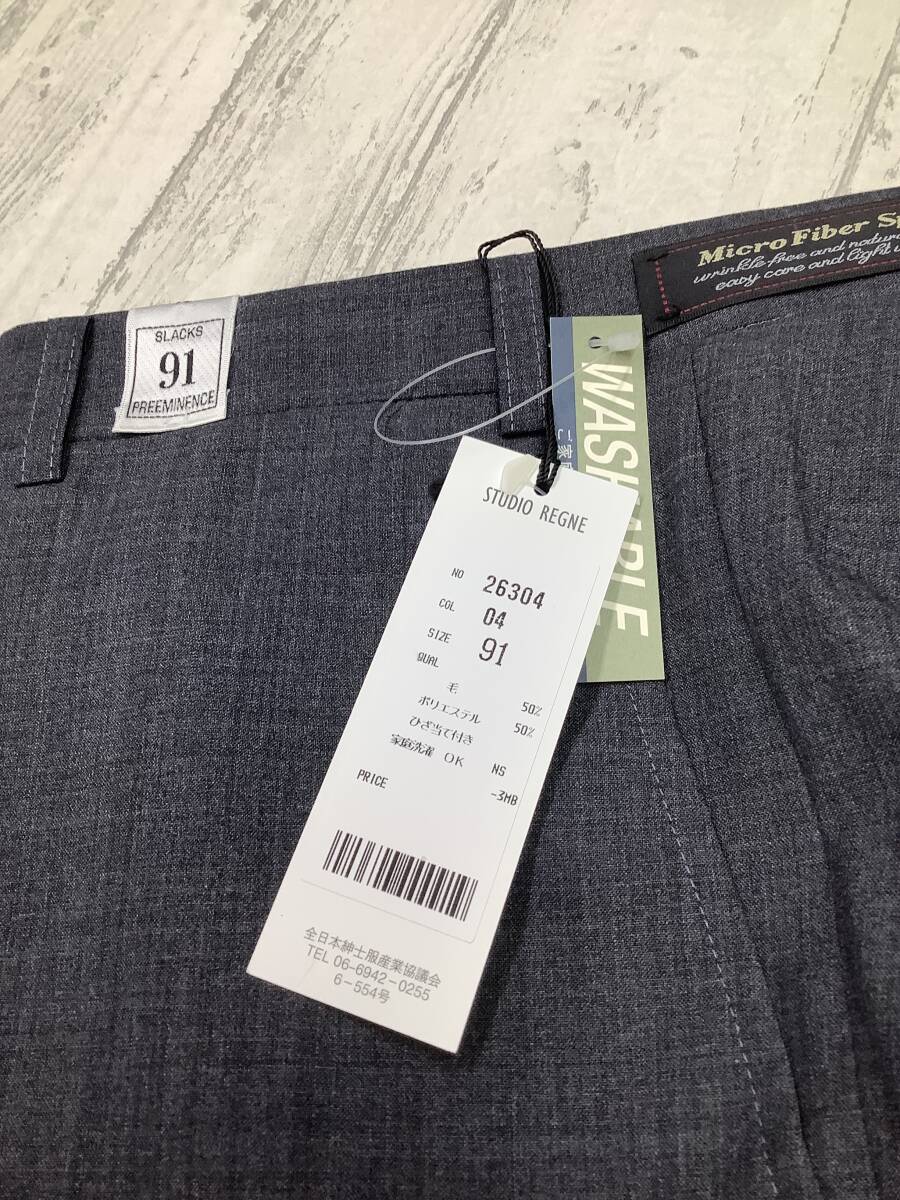 SLACKS
91
PREEMINENCE
Micro Fiber
wrinkle free and
easy care and light
WASHABLE
ご家庭
STUDIO REGNE
NO 26304
COL 04
SIZE 91
QUAL
毛 50%
ポリエステル 50%
ひざ当て付き
家庭洗濯 OK NS
PRICE -3MB
全日本紳士服産業協議会
TEL 06-6942-0255
6-554号